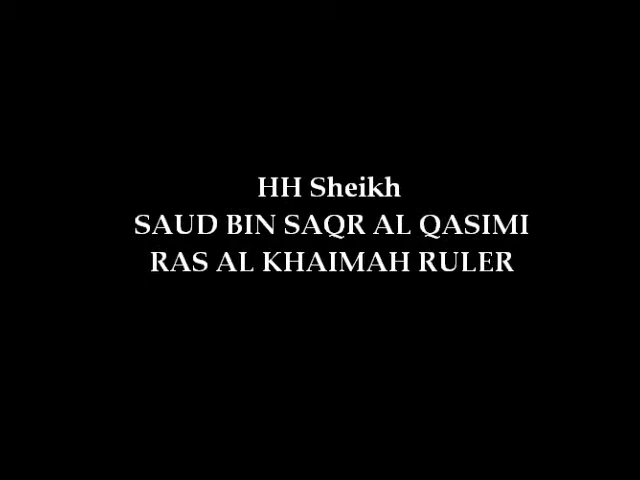 HH Sheikh
SAUD BIN SAQR AL QASIMI
RAS AL KHAIMAH RULER